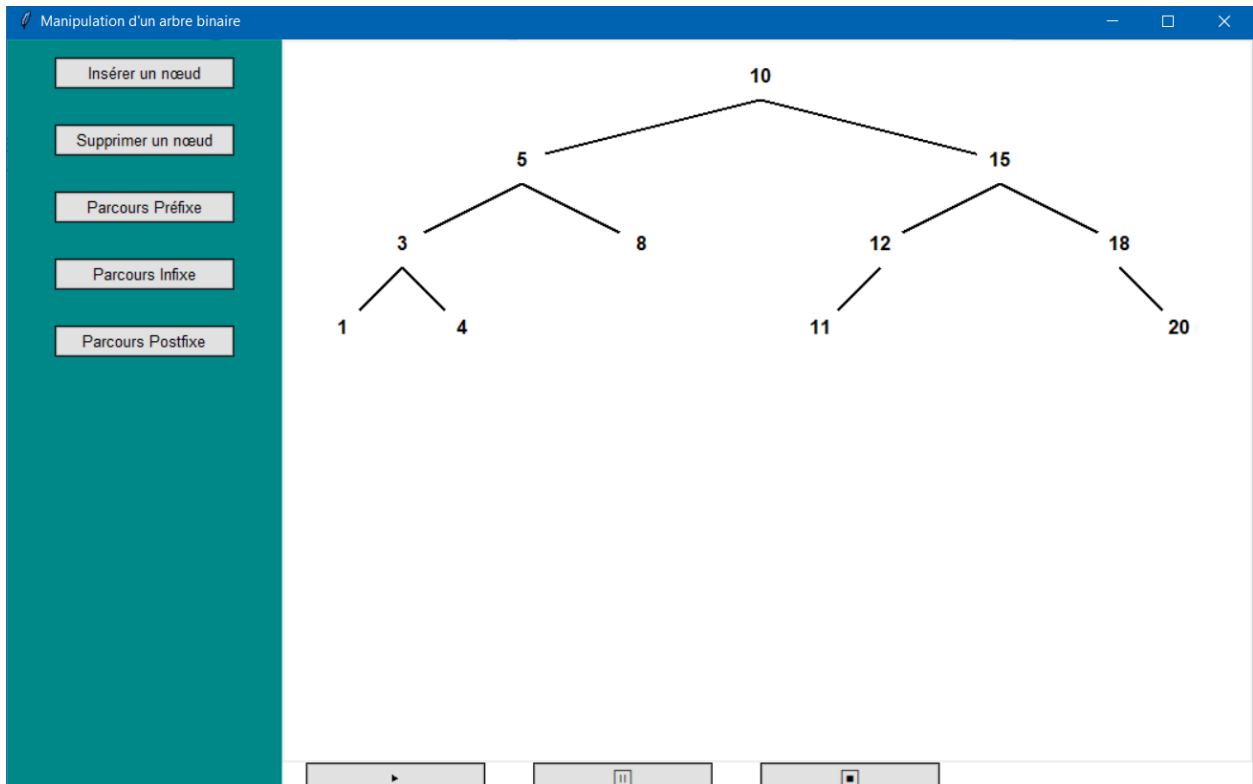 Manipulation d'un arbre binaire
Insérer un nœud
Supprimer un nœud
Parcours Préfixe
Parcours Infixe
Parcours Postfixe
10
5 15
3 8 12 18
1 4 11 20